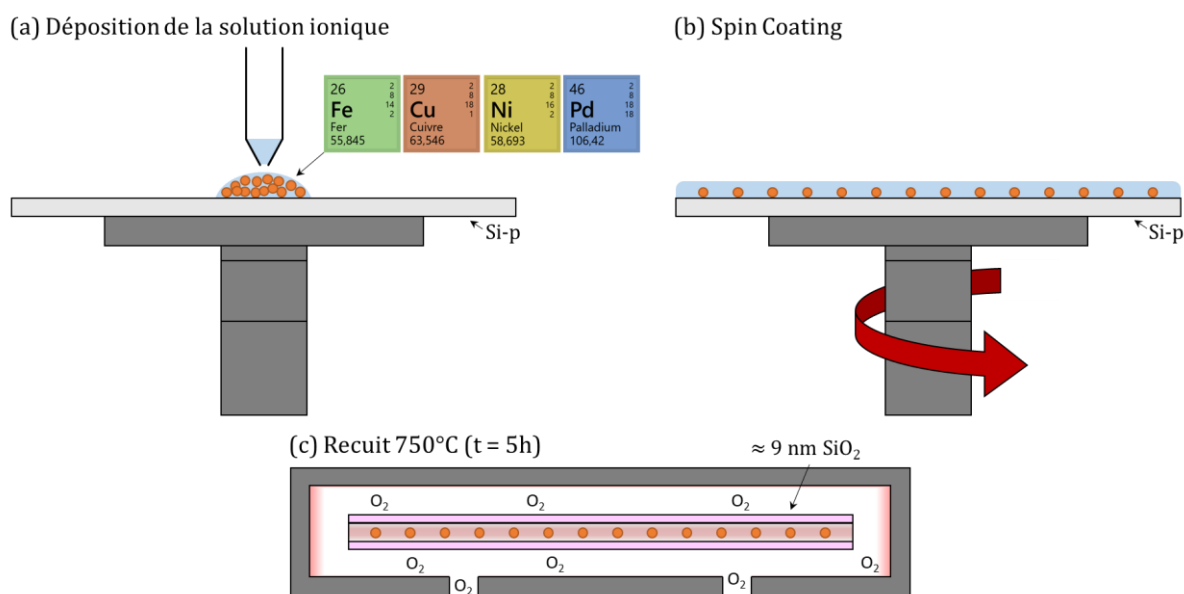 (a) Déposition de la solution ionique
26 2
8
14
2
Fe
Fer
55,845
29 2
8
18
1
Cu
Cuivre
63,546
28 2
8
16
2
Ni
Nickel
58,693
46 2
8
18
18
Pd
Palladium
106,42
Si-p
(b) Spin Coating
Si-p
(c) Recuit 750°C (t = 5h)
≈ 9 nm SiO₂
O₂ O₂ O₂
O₂ O₂ O₂
O₂ O₂